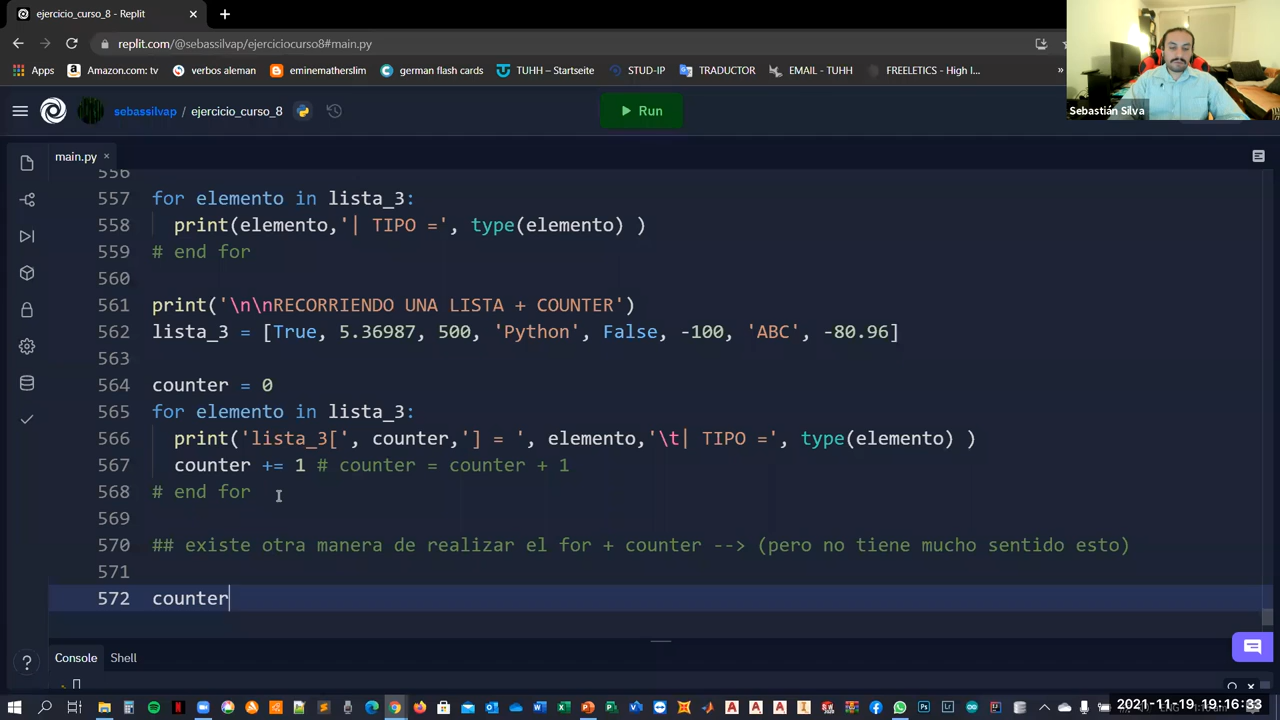 ejercicio_curso_8 - Replit
replit.com/@sebassilvap/ejerciciocurso8#main.py
Apps
Amazon.com: tv
verbos aleman
eminematherslim
german flash
TUHH – Startseite
STUD-IP
TRADUCTOR
EMAIL - TUHH
FREELETICS - High I...
»
Sebastián Silva
sebassilvap / ejercicio_curso_8
Run
main.py
556
557 for elemento in lista_3:
558 print(elemento,'| TIPO =', type(elemento) )
559 # end for
560
561 print('\n\nRECORRIENDO UNA LISTA + COUNTER')
562 lista_3 = [True, 5.36987, 500, 'Python', False, -100, 'ABC', -80.96]
563
564 counter = 0
565 for elemento in lista_3:
566 print('lista_3[', counter,'] = ', elemento,'\t| TIPO =', type(elemento) )
567 counter += 1 # counter = counter + 1
568 # end for
569
570 ## existe otra manera de realizar el for + counter --> (pero no tiene mucho sentido esto)
571
572 counter
Console
Shell
2021-11-19 19:16:33